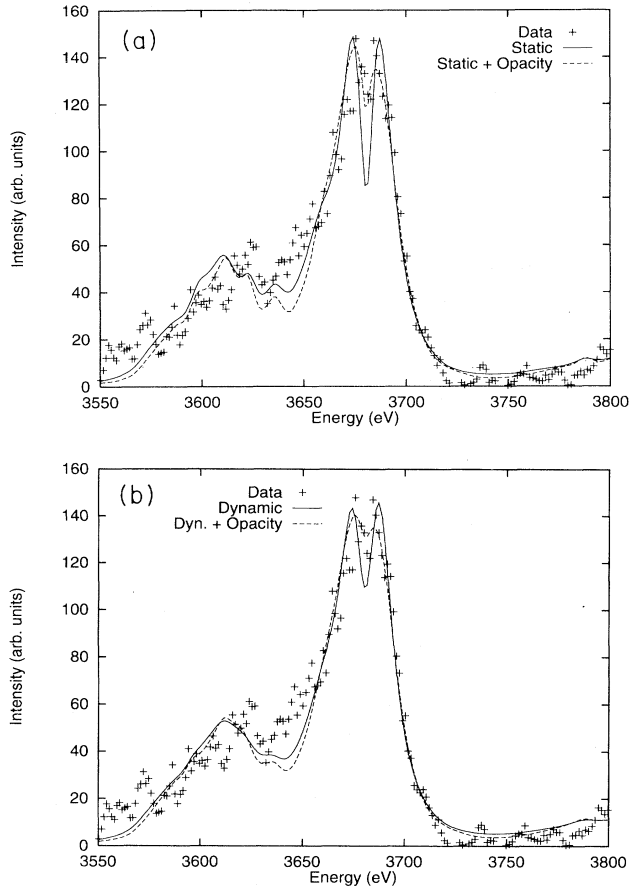 (a)
Data +
Static
Static + Opacity
160
140
120
100
80
60
40
20
0
Intensity (arb. units)
3550 3600 3650 3700 3750 3800
Energy (eV)
(b)
Data +
Dynamic
Dyn. + Opacity
160
140
120
100
80
60
40
20
0
Intensity (arb. units)
3550 3600 3650 3700 3750 3800
Energy (eV)